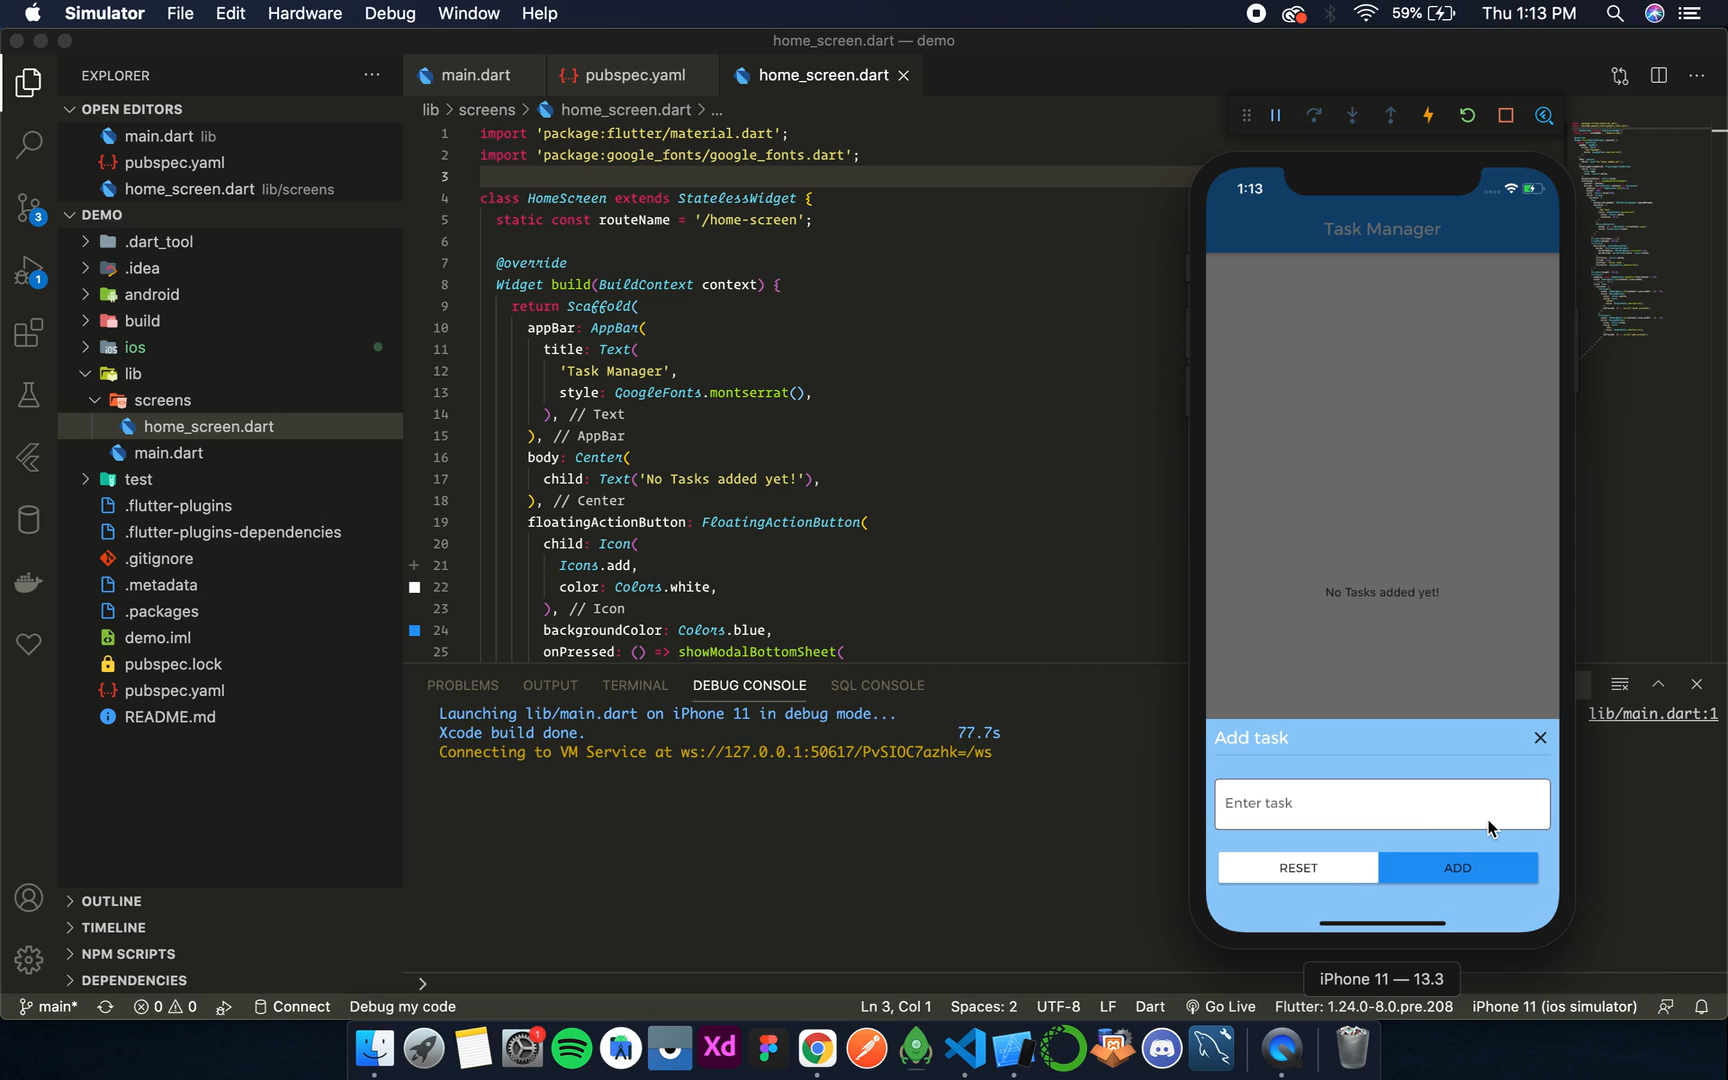 Simulator File Edit Hardware Debug Window Help
59% Thu 1:13 PM
home_screen.dart — demo
EXPLORER
main.dart
pubspec.yaml
home_screen.dart
OPEN EDITORS
main.dart lib
pubspec.yaml
home_screen.dart lib/screens
DEMO
.dart_tool
.idea
android
build
ios
lib
screens
home_screen.dart
main.dart
test
.flutter-plugins
.flutter-plugins-dependencies
.gitignore
.metadata
.packages
demo.iml
pubspec.lock
pubspec.yaml
README.md
OUTLINE
TIMELINE
NPM SCRIPTS
DEPENDENCIES
3
1
lib > screens > home_screen.dart > ...
1 import 'package:flutter/material.dart';
2 import 'package:google_fonts/google_fonts.dart';
3
4 class HomeScreen extends StatelessWidget {
5 static const routeName = '/home-screen';
6
7 @override
8 Widget build(BuildContext context) {
9 return Scaffold(
10 appBar: AppBar(
11 title: Text(
12 'Task Manager',
13 style: GoogleFonts.montserrat(),
14 ), // Text
15 ), // AppBar
16 body: Center(
17 child: Text('No Tasks added yet!'),
18 ), // Center
19 floatingActionButton: FloatingActionButton(
20 child: Icon(
21 Icons.add,
22 color: Colors.white,
23 ), // Icon
24 backgroundColor: Colors.blue,
25 onPressed: () => showModalBottomSheet(
PROBLEMS OUTPUT TERMINAL DEBUG CONSOLE SQL CONSOLE
Launching lib/main.dart on iPhone 11 in debug mode...
lib/main.dart:1
Xcode build done. 77.7s
Connecting to VM Service at ws://127.0.0.1:50617/PvSIOC7azhk=/ws
1:13
Task Manager
No Tasks added yet!
Add task
Enter task
RESET
ADD
iPhone 11 — 13.3
main* 0 0 Connect Debug my code
Ln 3, Col 1 Spaces: 2 UTF-8 LF Dart Go Live Flutter: 1.24.0-8.0.pre.208 iPhone 11 (ios simulator)
1
Xd